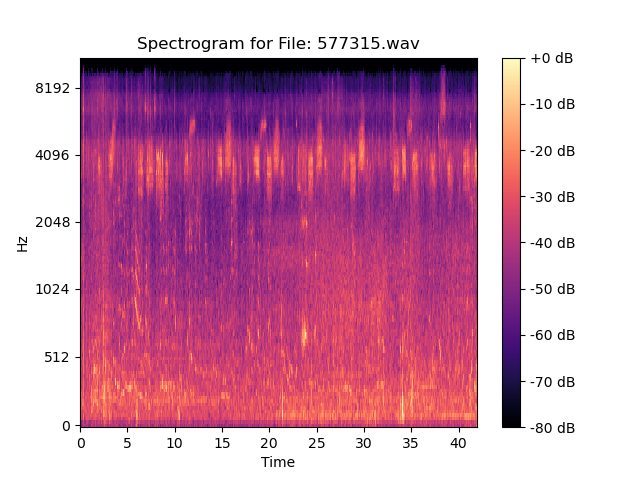 Spectrogram for File: 577315.wav
8192
4096
2048
1024
512
0
Hz
0 5 10 15 20 25 30 35 40
Time
+0 dB
-10 dB
-20 dB
-30 dB
-40 dB
-50 dB
-60 dB
-70 dB
-80 dB